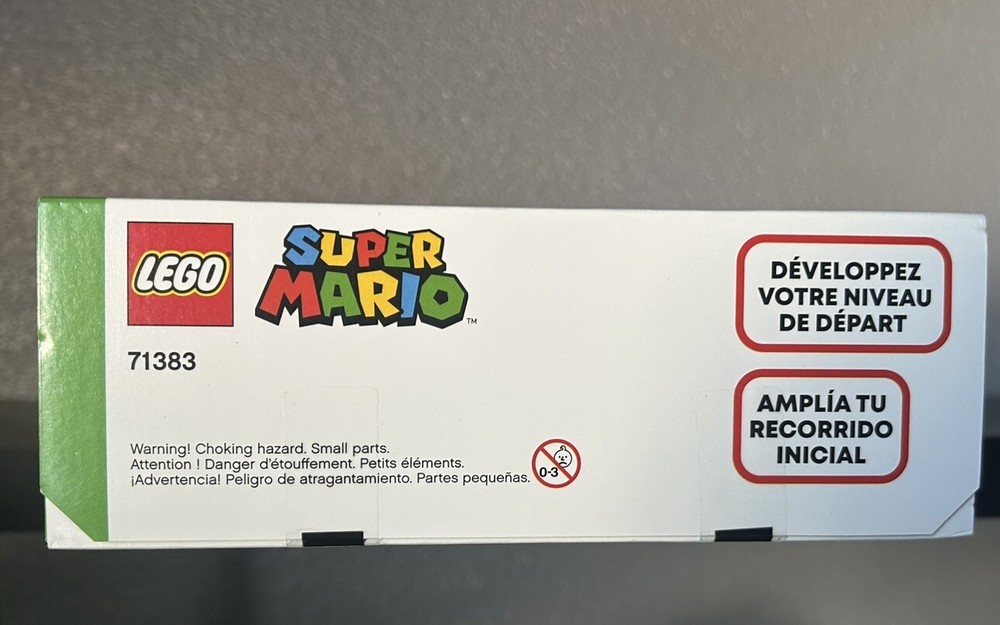 LEGO
SUPER
MARIO
TM
71383
Warning! Choking hazard. Small parts.
Attention ! Danger d'étouffement. Petits éléments.
¡Advertencia! Peligro de atragantamiento. Partes pequeñas.
0-3
DÉVELOPPEZ
VOTRE NIVEAU
DE DÉPART
AMPLÍA TU
RECORRIDO
INICIAL